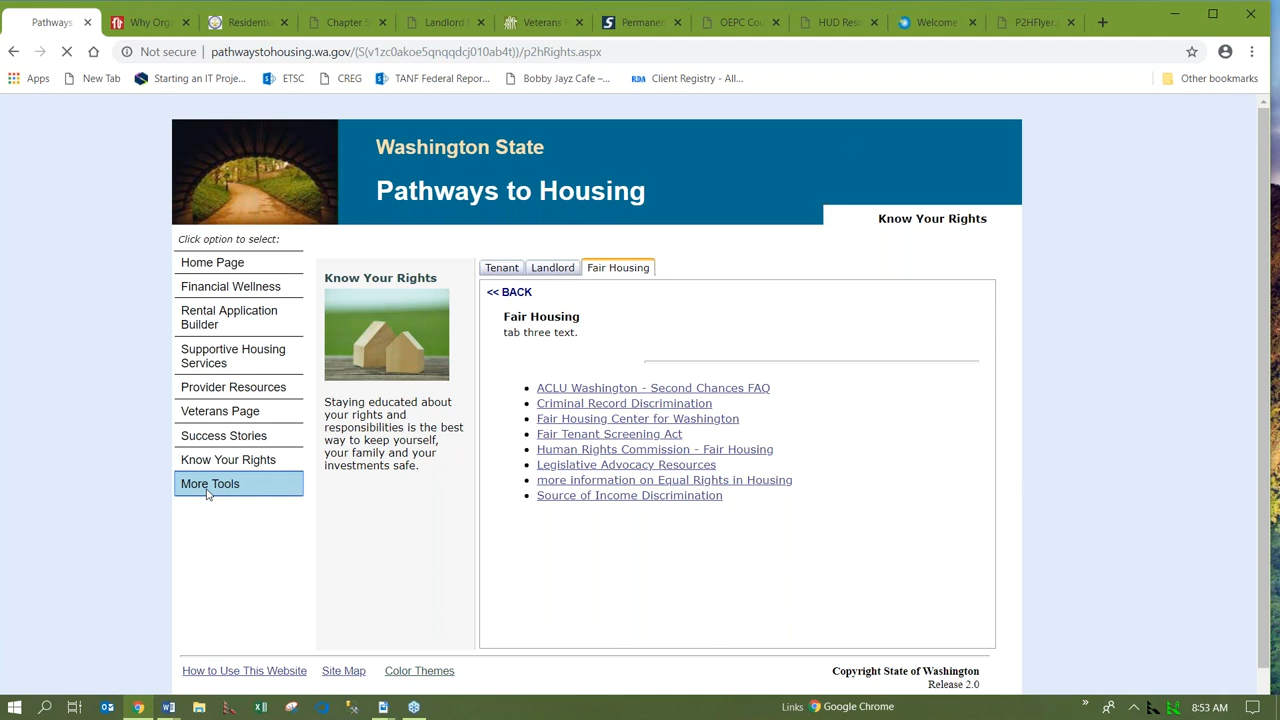 Pathways
Why Orga
Residentia
Chapter 5
Landlord M
Veterans P
Permanen
OEPC Cou
HUD Reso
Welcome
P2HFlyer.p
Not secure
pathwaystohousing.wa.gov/(S(v1zc0akoe5qnqqdcj010ab4t))/p2hRights.aspx
Apps New Tab Starting an IT Proje... ETSC CREG TANF Federal Repor... Bobby Jayz Cafe –... RDA Client Registry - All... Other bookmarks
Washington State
Pathways to Housing
Know Your Rights
Click option to select:
Home Page
Financial Wellness
Rental Application
Builder
Supportive Housing
Services
Provider Resources
Veterans Page
Success Stories
Know Your Rights
More Tools
Know Your Rights
Staying educated about
your rights and
responsibilities is the best
way to keep yourself,
your family and your
investments safe.
Tenant Landlord Fair Housing
<< BACK
Fair Housing
tab three text.
• ACLU Washington - Second Chances FAQ
• Criminal Record Discrimination
• Fair Housing Center for Washington
• Fair Tenant Screening Act
• Human Rights Commission - Fair Housing
• Legislative Advocacy Resources
• more information on Equal Rights in Housing
• Source of Income Discrimination
How to Use This Website Site Map Color Themes
Copyright State of Washington
Release 2.0
Links Google Chrome
8:53 AM